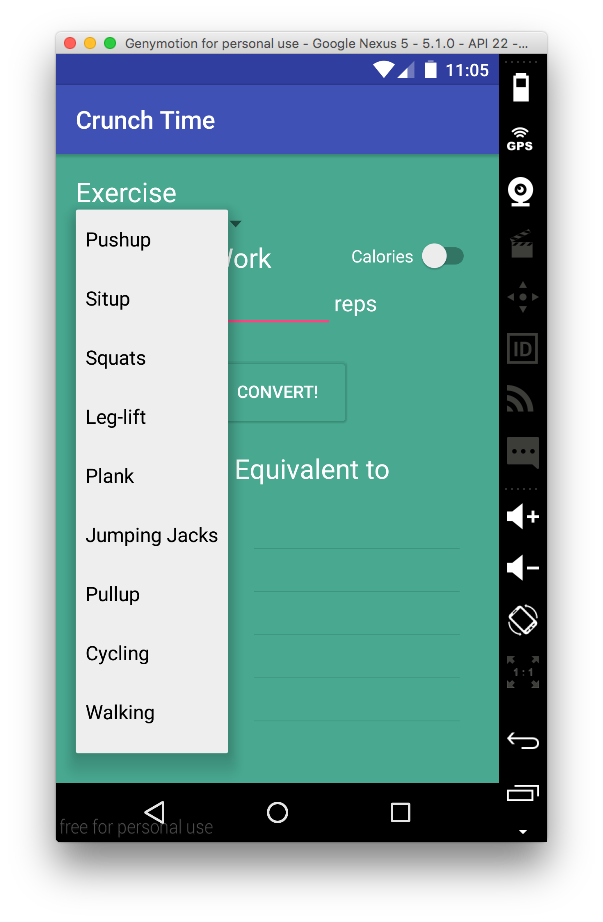 Genymotion for personal use - Google Nexus 5 - 5.1.0 - API 22 -...
11:05
Crunch Time
GPS
Exercise
Pushup
Calories
ID
Situp
reps
Squats
CONVERT!
Leg-lift
Equivalent to
Plank
Jumping Jacks
Pullup
Cycling
1:1
Walking
free for personal use